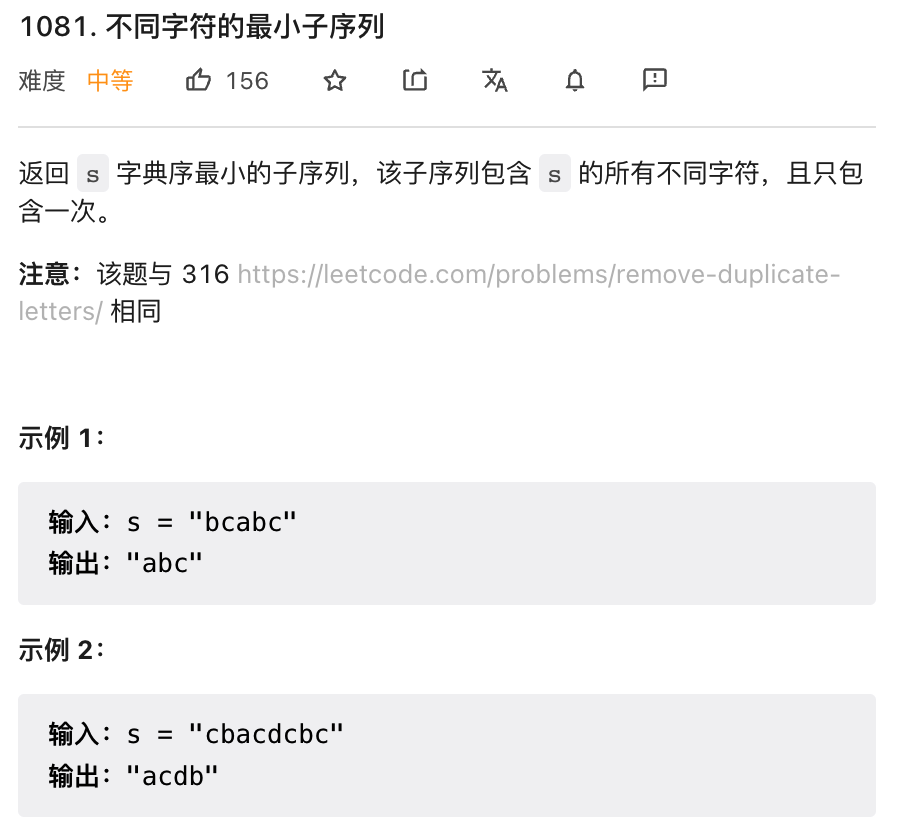 1081. 不同字符的最小子序列
难度 中等 156
返回 s 字典序最小的子序列，该子序列包含 s 的所有不同字符，且只包
含一次。
注意：该题与 316 https://leetcode.com/problems/remove-duplicate-
letters/ 相同
示例 1：
输入：s = "bcabc"
输出："abc"
示例 2：
输入：s = "cbacdcbc"
输出："acdb"